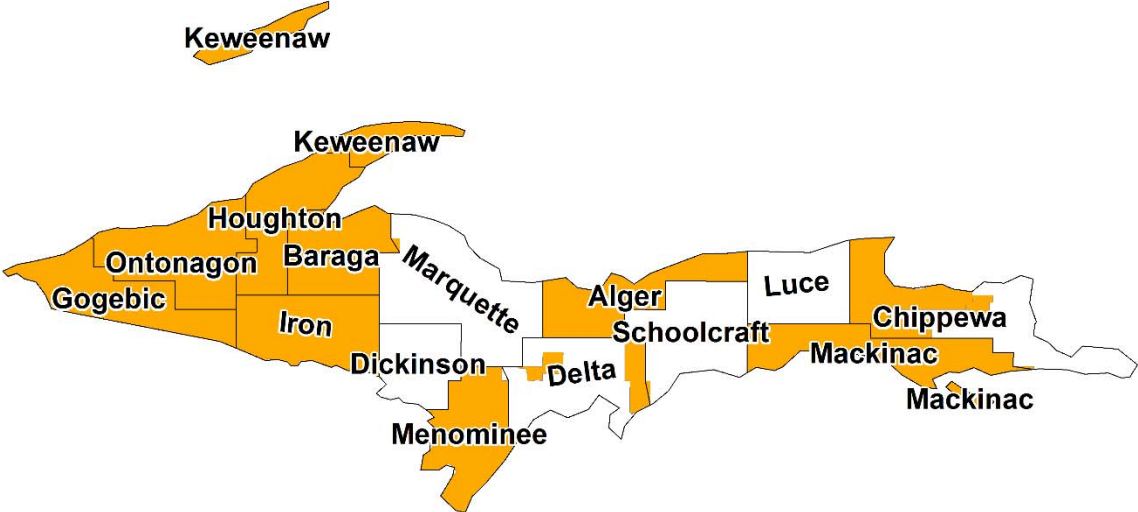 Keweenaw
Keweenaw
Houghton
Ontonagon
Baraga
Marquette
Gogebic
Iron
Alger
Luce
Schoolcraft
Chippewa
Dickinson
Delta
Mackinac
Mackinac
Menominee